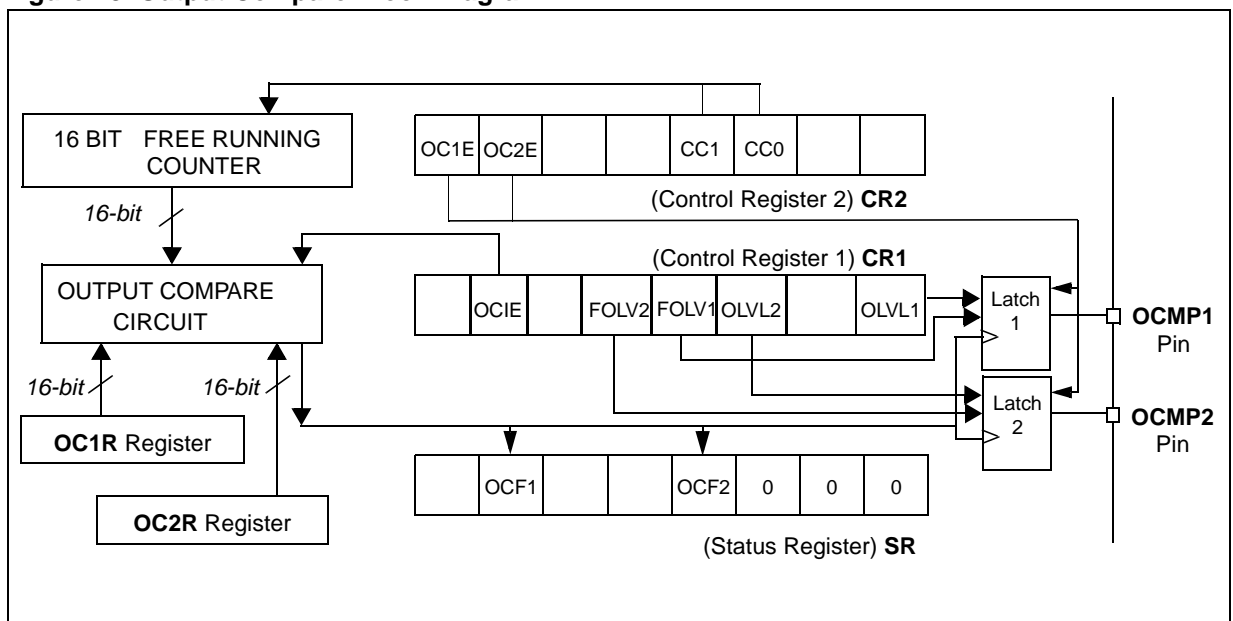 16 BIT FREE RUNNING
COUNTER
OC1E OC2E CC1 CC0
(Control Register 2) CR2
16-bit
(Control Register 1) CR1
OUTPUT COMPARE
CIRCUIT
OCIE FOLV2 FOLV1 OLVL2 OLVL1
Latch
1
OCMP1
Pin
16-bit 16-bit
Latch
2
OCMP2
Pin
OC1R Register
OCF1 OCF2 0 0 0
OC2R Register
(Status Register) SR